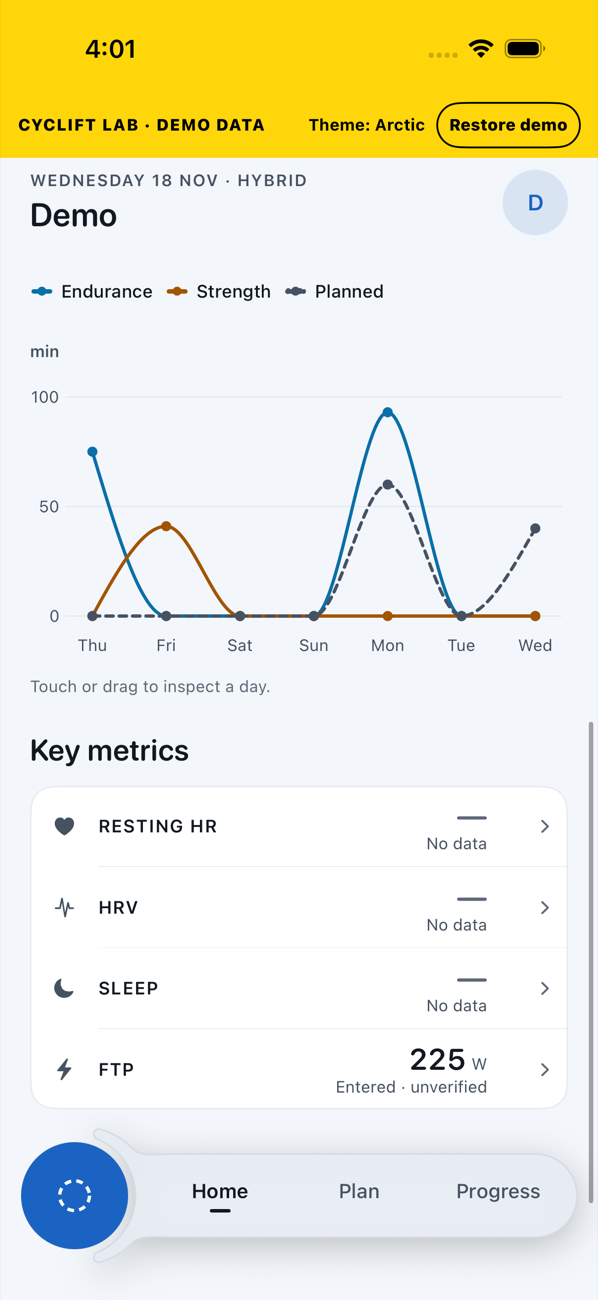 4:01
CYCLIFT LAB · DEMO DATA
Theme: Arctic
Restore demo
WEDNESDAY 18 NOV · HYBRID
Demo
D
Endurance
Strength
Planned
min
100
50
0
Thu Fri Sat Sun Mon Tue Wed
Touch or drag to inspect a day.
Key metrics
RESTING HR
—
No data
HRV
—
No data
SLEEP
—
No data
FTP
225 W
Entered · unverified
Home
Plan
Progress